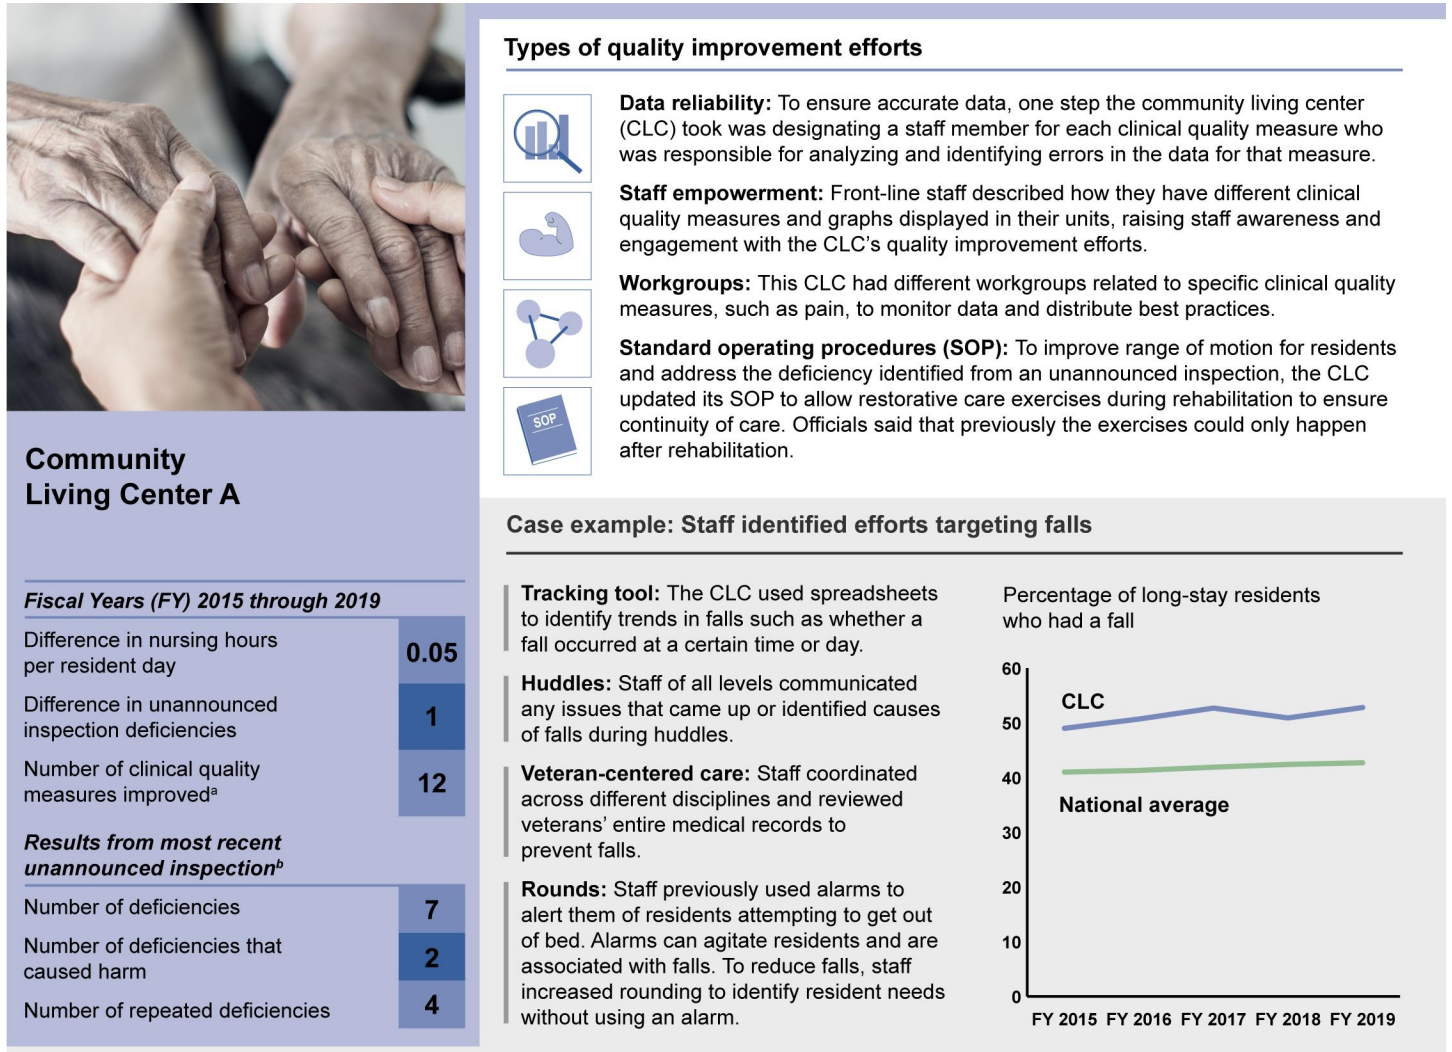 Types of quality improvement efforts
Data reliability: To ensure accurate data, one step the community living center
(CLC) took was designating a staff member for each clinical quality measure who
was responsible for analyzing and identifying errors in the data for that measure.
Staff empowerment: Front-line staff described how they have different clinical
quality measures and graphs displayed in their units, raising staff awareness and
engagement with the CLC’s quality improvement efforts.
Workgroups: This CLC had different workgroups related to specific clinical quality
measures, such as pain, to monitor data and distribute best practices.
Standard operating procedures (SOP): To improve range of motion for residents
and address the deficiency identified from an unannounced inspection, the CLC
updated its SOP to allow restorative care exercises during rehabilitation to ensure
continuity of care. Officials said that previously the exercises could only happen
after rehabilitation.
SOP
Community
Living Center A
Fiscal Years (FY) 2015 through 2019
Difference in nursing hours
per resident day
0.05
Difference in unannounced
inspection deficiencies
1
Number of clinical quality
measures improvedᵃ
12
Results from most recent
unannounced inspectionᵇ
Number of deficiencies
7
Number of deficiencies that
caused harm
2
Number of repeated deficiencies
4
Case example: Staff identified efforts targeting falls
Tracking tool: The CLC used spreadsheets
to identify trends in falls such as whether a
fall occurred at a certain time or day.
Huddles: Staff of all levels communicated
any issues that came up or identified causes
of falls during huddles.
Veteran-centered care: Staff coordinated
across different disciplines and reviewed
veterans’ entire medical records to
prevent falls.
Rounds: Staff previously used alarms to
alert them of residents attempting to get out
of bed. Alarms can agitate residents and are
associated with falls. To reduce falls, staff
increased rounding to identify resident needs
without using an alarm.
Percentage of long-stay residents
who had a fall
60
50
40
30
20
10
0
CLC
National average
FY 2015 FY 2016 FY 2017 FY 2018 FY 2019